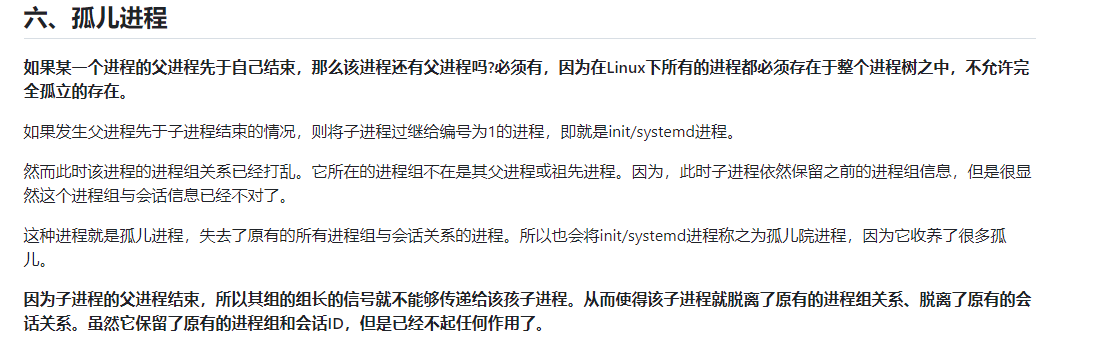 六、孤儿进程
如果某一个进程的父进程先于自己结束，那么该进程还有父进程吗?必须有，因为在Linux下所有的进程都必须存在于整个进程树之中，不允许完
全孤立的存在。
如果发生父进程先于子进程结束的情况，则将子进程过继给编号为1的进程，即就是init/systemd进程。
然而此时该进程的进程组关系已经打乱。它所在的进程组不在是其父进程或祖先进程。因为，此时子进程依然保留之前的进程组信息，但是很显
然这个进程组与会话信息已经不对了。
这种进程就是孤儿进程，失去了原有的所有进程组与会话关系的进程。所以也会将init/systemd进程称之为孤儿院进程，因为它收养了很多孤
儿。
因为子进程的父进程结束，所以其组的组长的信号就不能够传递给该孩子进程。从而使得该子进程就脱离了原有的进程组关系、脱离了原有的会
话关系。虽然它保留了原有的进程组和会话ID，但是已经不起任何作用了。